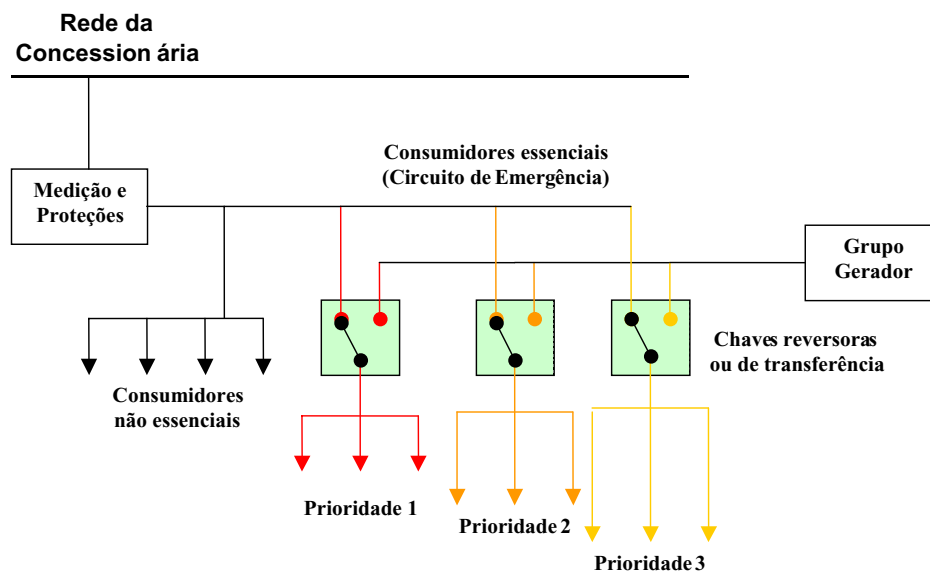 Rede da
Concession ária
Consumidores essenciais
(Circuito de Emergência)
Medição e
Proteções
Grupo
Gerador
Chaves reversoras
ou de transferência
Consumidores
não essenciais
Prioridade 1
Prioridade 2
Prioridade 3